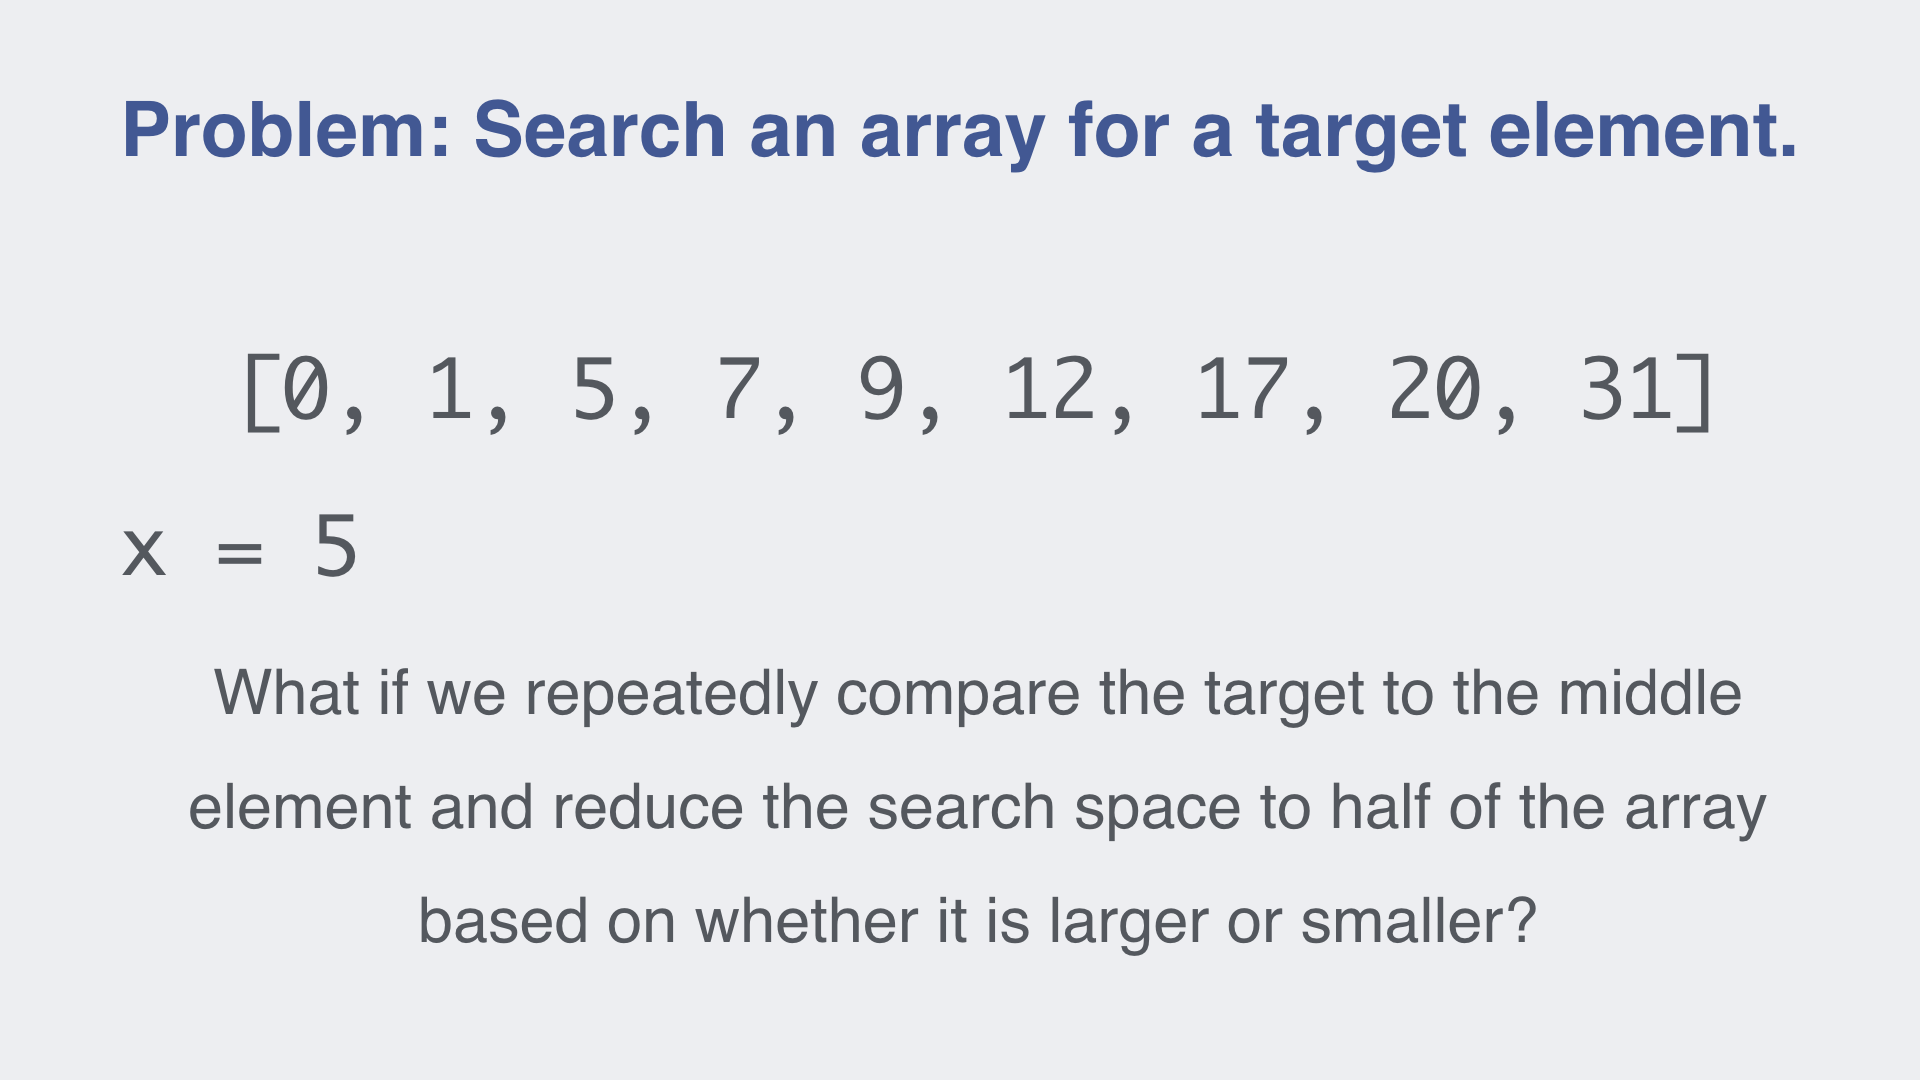 Problem: Search an array for a target element.
[0, 1, 5, 7, 9, 12, 17, 20, 31]
x = 5
What if we repeatedly compare the target to the middle
element and reduce the search space to half of the array
based on whether it is larger or smaller?